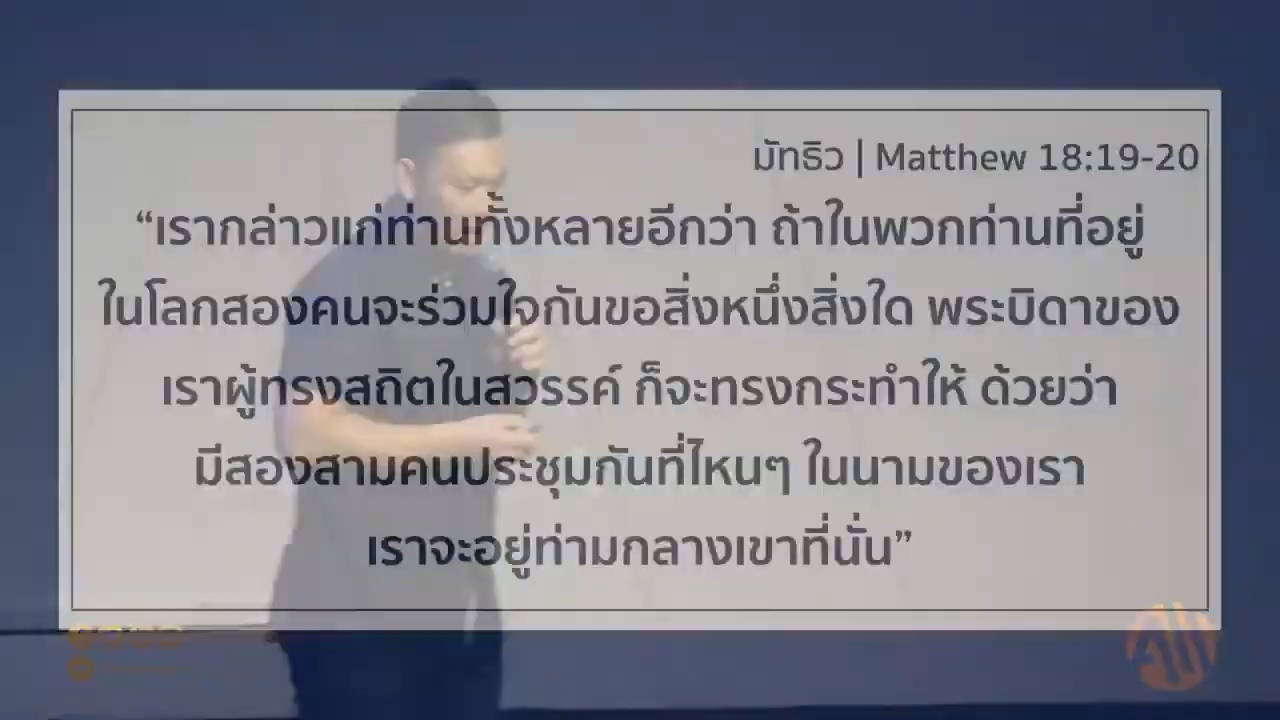 มัทธิว | Matthew 18:19-20
“เรากล่าวแก่ท่านทั้งหลายอีกว่า ถ้าในพวกท่านที่อยู่
ในโลกสองคนจะร่วมใจกันขอสิ่งหนึ่งสิ่งใด พระบิดาของ
เราผู้ทรงสถิตในสวรรค์ ก็จะทรงกระทำให้ ด้วยว่า
มีสองสามคนประชุมกันที่ไหนๆ ในนามของเรา
เราจะอยู่ท่ามกลางเขาที่นั่น”